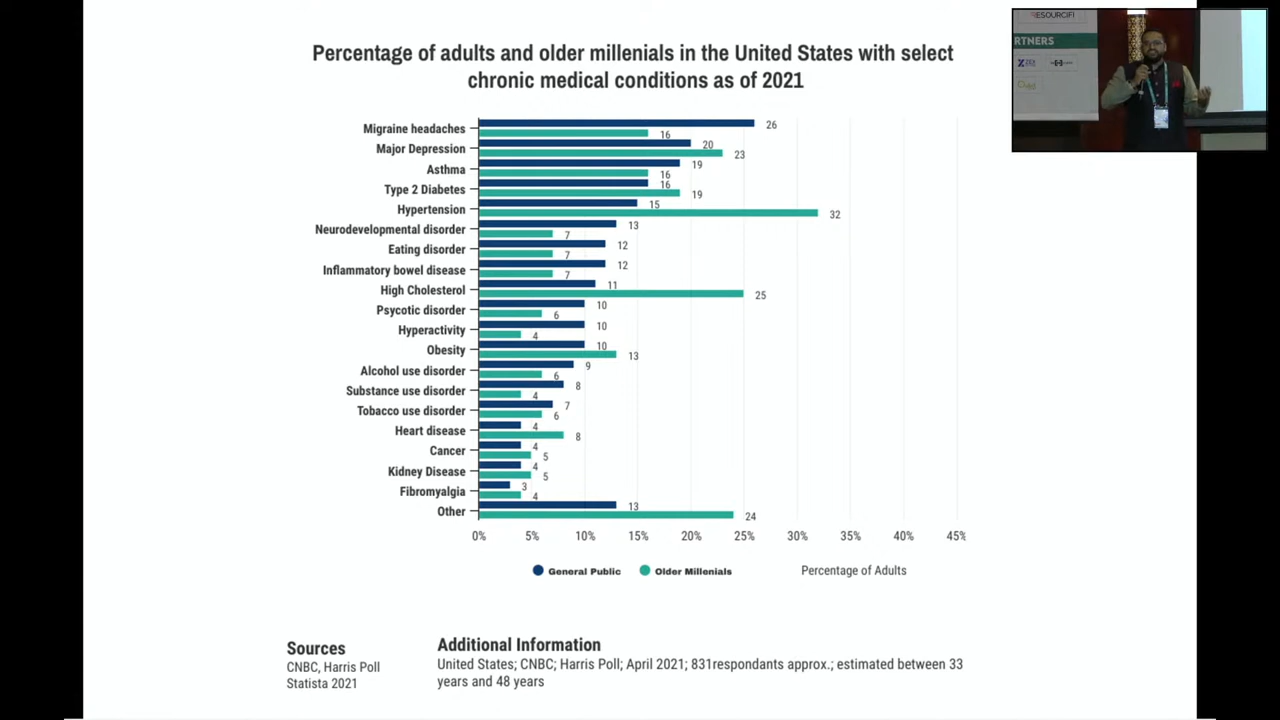 Percentage of adults and older millenials in the United States with select
chronic medical conditions as of 2021
Migraine headaches
26
16
Major Depression
20
23
Asthma
19
16
Type 2 Diabetes
16
19
Hypertension
15
32
Neurodevelopmental disorder
13
7
Eating disorder
12
7
Inflammatory bowel disease
12
7
High Cholesterol
11
25
Psycotic disorder
10
6
Hyperactivity
10
4
Obesity
10
13
Alcohol use disorder
9
6
Substance use disorder
8
4
Tobacco use disorder
7
6
Heart disease
4
8
Cancer
4
5
Kidney Disease
4
5
Fibromyalgia
3
4
Other
13
24
0% 5% 10% 15% 20% 25% 30% 35% 40% 45%
General Public Older Millenials Percentage of Adults
Sources
CNBC, Harris Poll
Statista 2021
Additional Information
United States; CNBC; Harris Poll; April 2021; 831respondants approx.; estimated between 33
years and 48 years
RESOURCIFI
RTNERS
ZEX